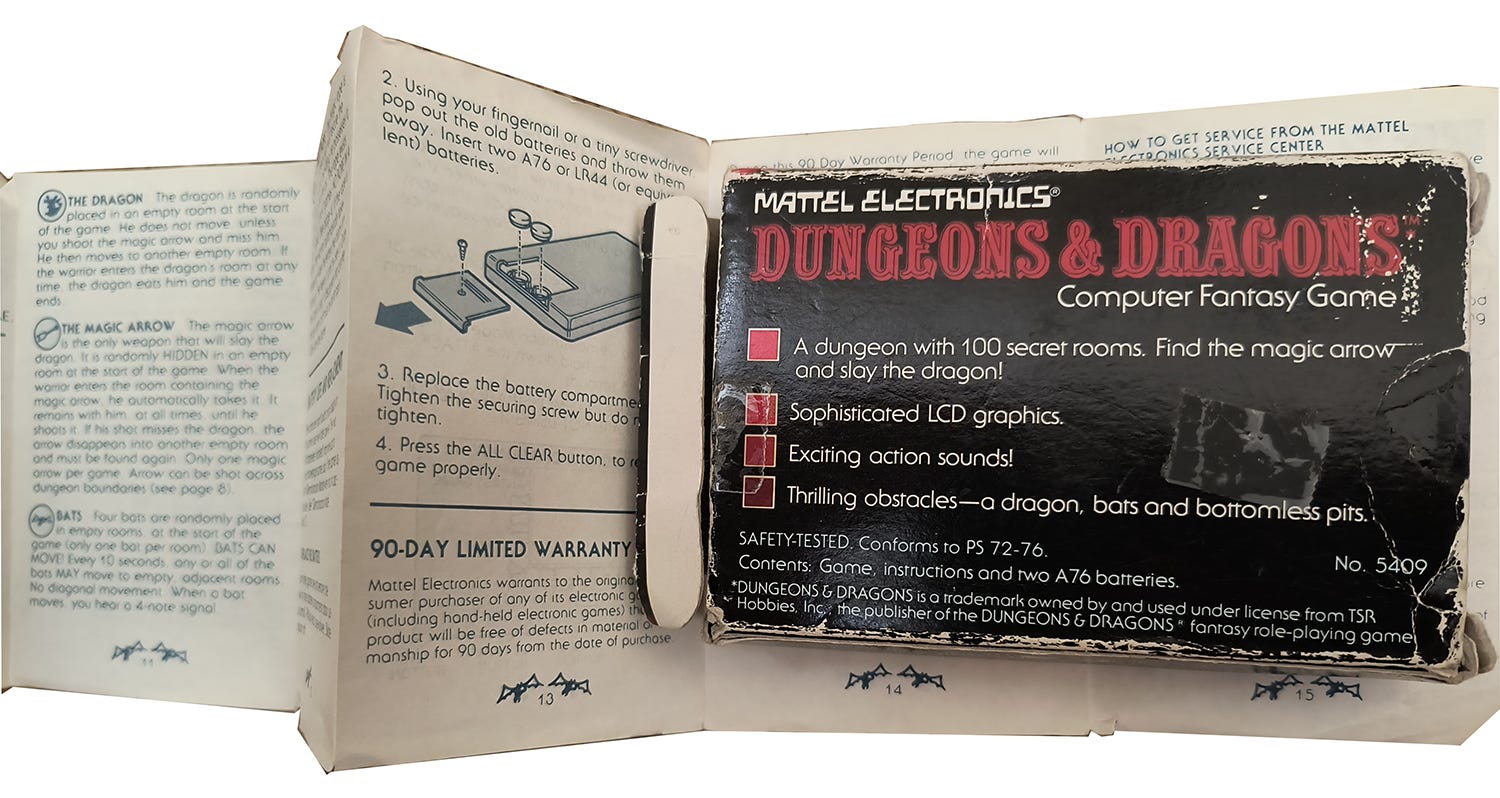 THE DRAGON The dragon is randomly
placed in an empty room at the start
of the game. He does not move, unless
you shoot the magic arrow and miss him.
He then moves to another empty room. If
the warrior enters the dragon's room at any
time, the dragon eats him and the game
ends.
THE MAGIC ARROW The magic arrow
is the only weapon that will slay the
dragon. It is randomly HIDDEN in an empty
room at the start of the game. When the
warrior enters the room containing the
magic arrow, he automatically takes it. It
remains with him, at all times, until he
shoots it. If his shot misses the dragon, the
arrow disappears into another empty room
and must be found again. Only one magic
arrow per game. Arrow can be shot across
dungeon boundaries (see page 8).
BATS Four bats are randomly placed
in empty rooms, at the start of the
game (only one bat per room). BATS CAN
MOVE! Every 10 seconds, any or all of the
bats MAY move to empty, adjacent rooms.
No diagonal movement. When a bat
moves, you hear a 4-note signal.
11
2. Using your fingernail or a tiny screwdriver,
pop out the old batteries and throw them
away. Insert two A76 or LR44 (or equiv
lent) batteries.
3. Replace the battery compartme
Tighten the securing screw but do n
tighten.
4. Press the ALL CLEAR button, to re
game properly.
90-DAY LIMITED WARRANTY
Mattel Electronics warrants to the origina
sumer purchaser of any of its electronic g
(including hand-held electronic games) th
product will be free of defects in material o
manship for 90 days from the date of purchase.
13
this 90 Day Warranty Period, the game will
14
HOW TO GET SERVICE FROM THE MATTEL
ELECTRONICS SERVICE CENTER
15
MATTEL ELECTRONICS®
DUNGEONS & DRAGONS™
Computer Fantasy Game
A dungeon with 100 secret rooms. Find the magic arrow
and slay the dragon!
Sophisticated LCD graphics.
Exciting action sounds!
Thrilling obstacles—a dragon, bats and bottomless pits.
SAFETY-TESTED. Conforms to PS 72-76.
Contents: Game, instructions and two A76 batteries.
No. 5409
*DUNGEONS & DRAGONS is a trademark owned by and used under license from TSR
Hobbies, Inc., the publisher of the DUNGEONS & DRAGONS® fantasy role-playing game